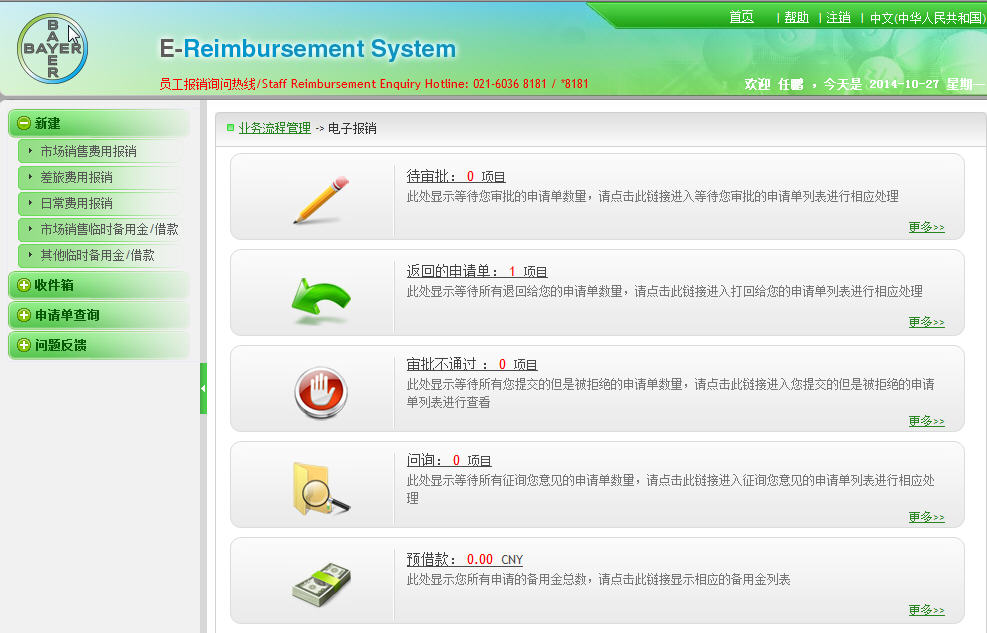 首页 | 帮助 | 注销 | 中文(中华人民共和国)
BAYER
BAYER
E-Reimbursement System
员工报销询问热线/Staff Reimbursement Enquiry Hotline: 021-6036 8181 / *8181
欢迎 任鹏 ，今天是 2014-10-27 星期一
新建
市场销售费用报销
差旅费用报销
日常费用报销
市场销售临时备用金/借款
其他临时备用金/借款
收件箱
申请单查询
问题反馈
业务流程管理 -> 电子报销
待审批： 0 项目
此处显示等待您审批的申请单数量，请点击此链接进入等待您审批的申请单列表进行相应处理
更多>>
返回的申请单： 1 项目
此处显示等待所有退回给您的申请单数量，请点击此链接进入打回给您的申请单列表进行相应处理
更多>>
审批不通过 ： 0 项目
此处显示等待所有您提交的但是被拒绝的申请单数量，请点击此链接进入您提交的但是被拒绝的申请
单列表进行查看
更多>>
问询： 0 项目
此处显示等待所有征询您意见的申请单数量，请点击此链接进入征询您意见的申请单列表进行相应处
理
更多>>
预借款： 0.00 CNY
此处显示您所有申请的备用金总数，请点击此链接显示相应的备用金列表
更多>>